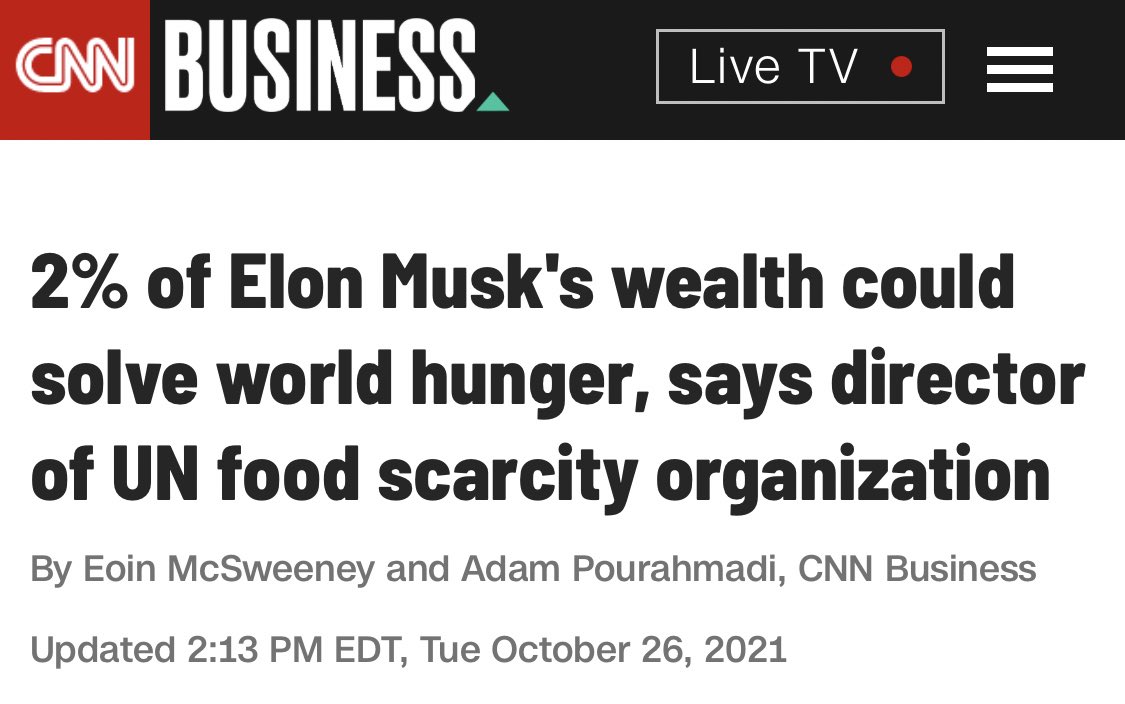 CNN BUSINESS Live TV
2% of Elon Musk's wealth could
solve world hunger, says director
of UN food scarcity organization
By Eoin McSweeney and Adam Pourahmadi, CNN Business
Updated 2:13 PM EDT, Tue October 26, 2021